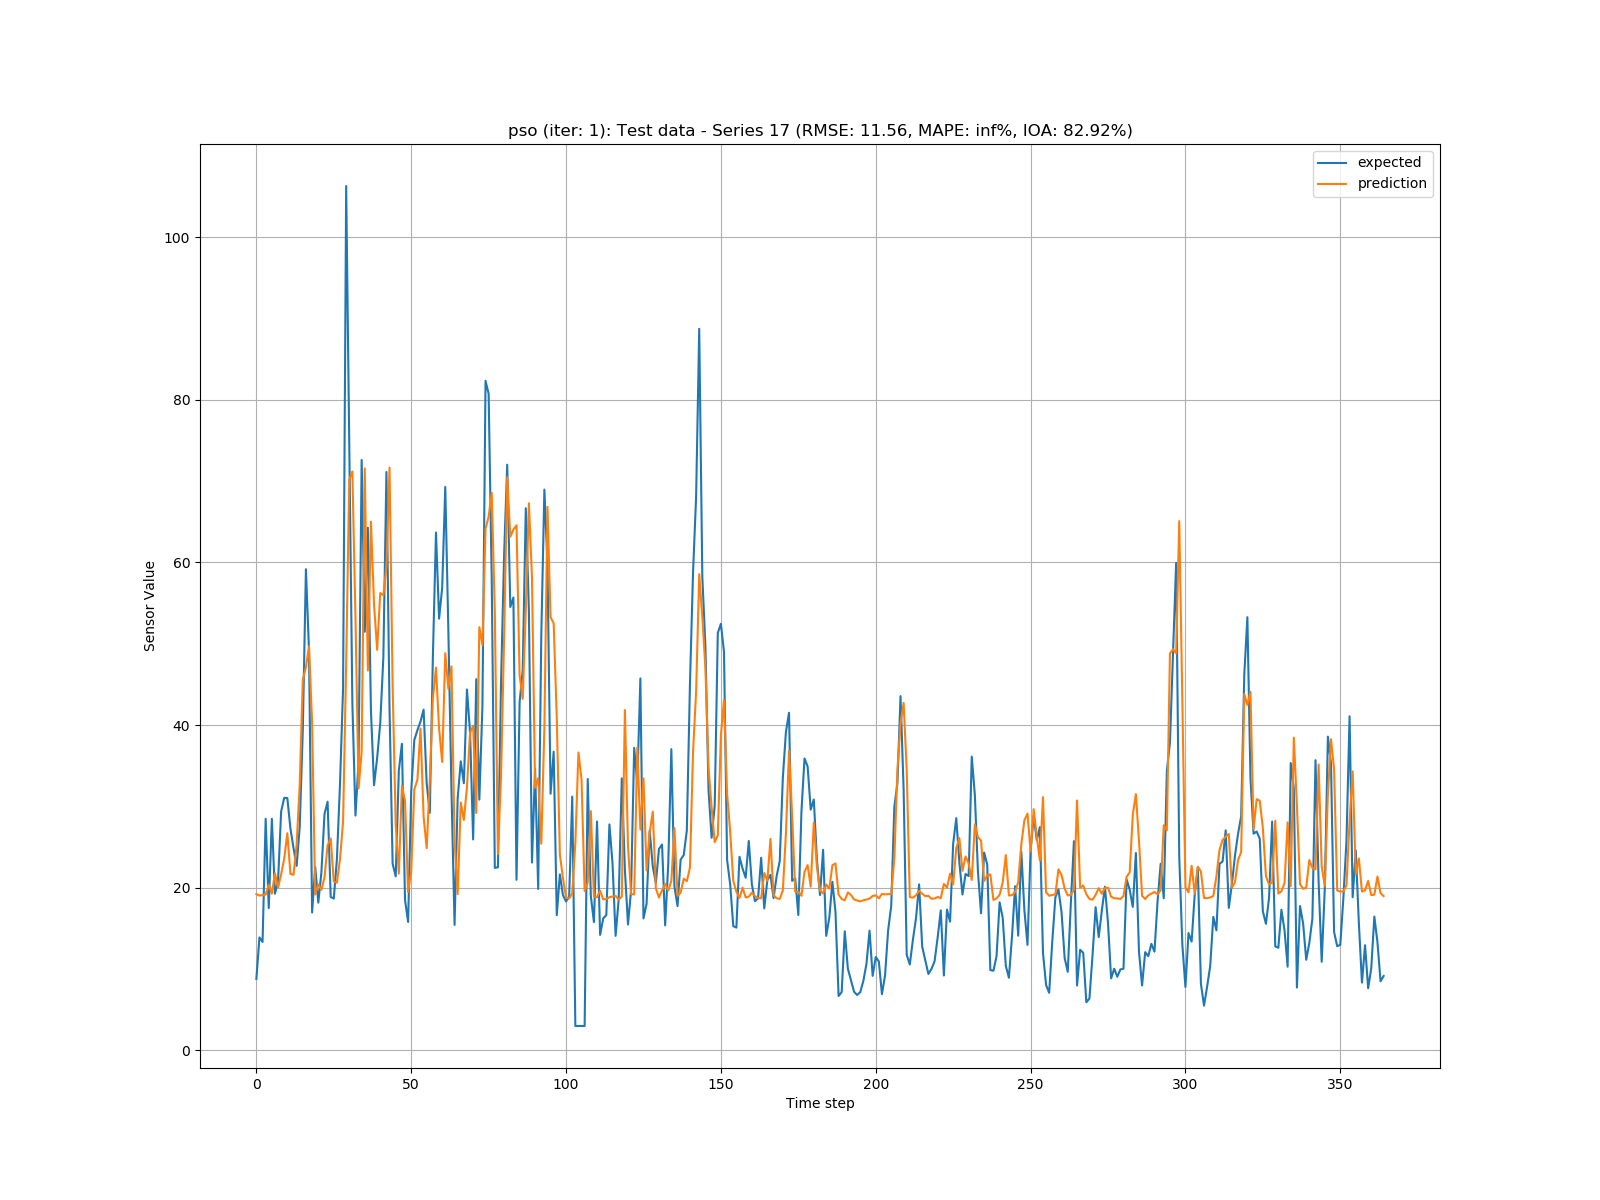 pso (iter: 1): Test data - Series 17 (RMSE: 11.56, MAPE: inf%, IOA: 82.92%)
expected
prediction
100
80
60
40
20
0
Sensor Value
0 50 100 150 200 250 300 350
Time step